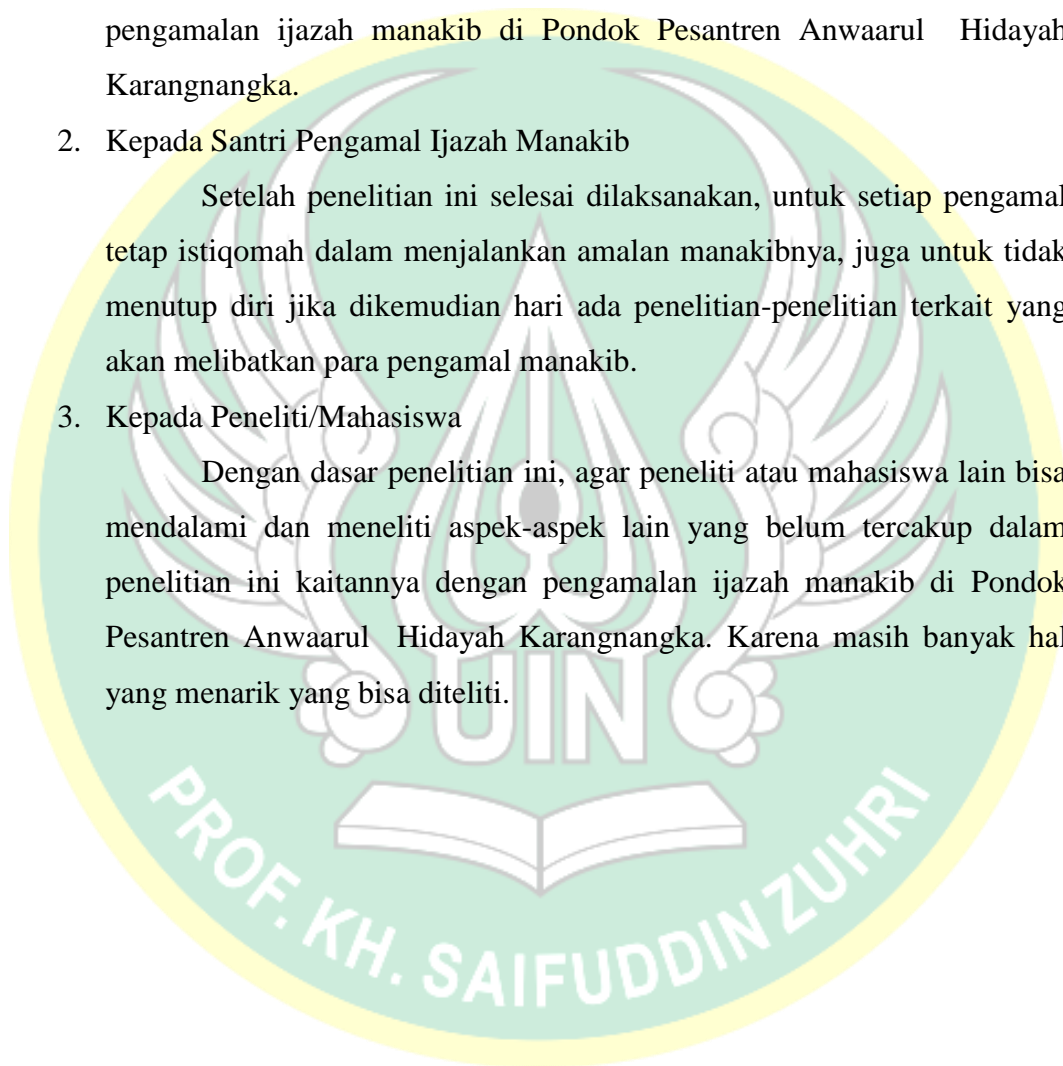 pengamalan ijazah manakib di Pondok Pesantren Anwaarul Hidayah
Karangnangka.
2. Kepada Santri Pengamal Ijazah Manakib
Setelah penelitian ini selesai dilaksanakan, untuk setiap pengamal
tetap istiqomah dalam menjalankan amalan manakibnya, juga untuk tidak
menutup diri jika dikemudian hari ada penelitian-penelitian terkait yang
akan melibatkan para pengamal manakib.
3. Kepada Peneliti/Mahasiswa
Dengan dasar penelitian ini, agar peneliti atau mahasiswa lain bisa
mendalami dan meneliti aspek-aspek lain yang belum tercakup dalam
penelitian ini kaitannya dengan pengamalan ijazah manakib di Pondok
Pesantren Anwaarul Hidayah Karangnangka. Karena masih banyak hal
yang menarik yang bisa diteliti.
UIN
PROF. KH. SAIFUDDIN ZUHRI